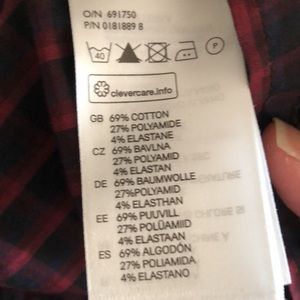 O/N 691750
P/N 0181889 8
40
P
clevercare.info
GB 69% COTTON
27% POLYAMIDE
4% ELASTANE
CZ 69% BAVLNA
27% POLYAMID
4% ELASTAN
DE 69% BAUMWOLLE
27%POLYAMID
4% ELASTHAN
EE 69% PUUVILL
27% POLÜAMIID
4% ELASTAAN
ES 69% ALGODÓN
27% POLIAMIDA
4% ELASTANO